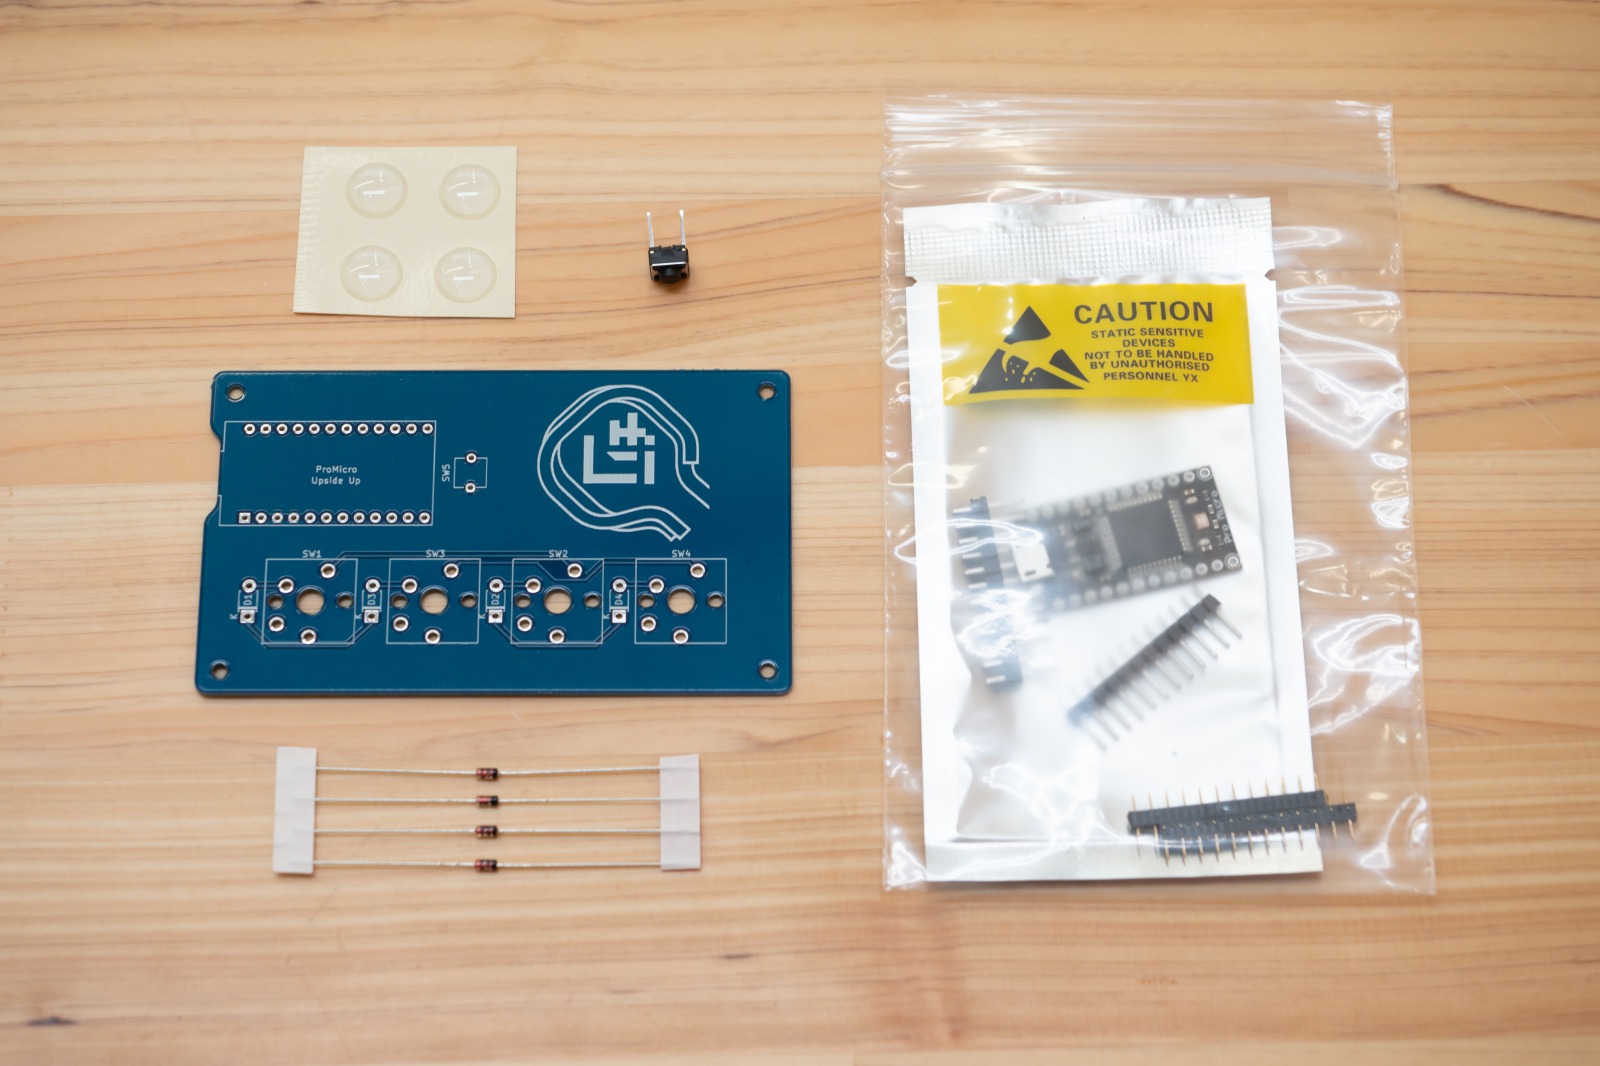 CAUTION
STATIC SENSITIVE
DEVICES
NOT TO BE HANDLED
BY UNAUTHORISED
PERSONNEL YX
ProMicro
Upside Up
SW5
SW1
SW3
SW2
SW4
K
D1
K
D3
K
D2
K
D4